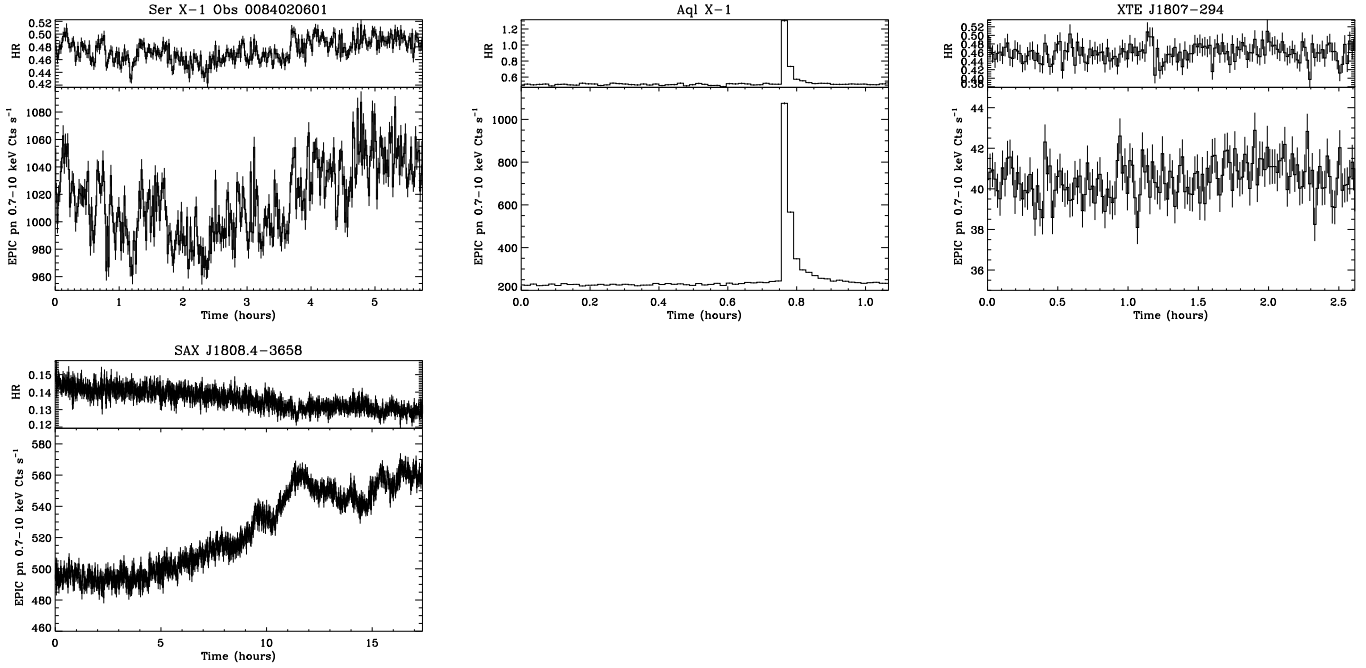 Ser X-1 Obs 0084020601
HR
0.52
0.50
0.48
0.46
0.44
0.42
EPIC pn 0.7-10 keV Cts s⁻¹
1080
1060
1040
1020
1000
980
960
0 1 2 3 4 5
Time (hours)
Aql X-1
HR
1.2
1.0
0.8
0.6
EPIC pn 0.7-10 keV Cts s⁻¹
1000
800
600
400
200
0.0 0.2 0.4 0.6 0.8 1.0
Time (hours)
XTE J1807-294
HR
0.52
0.50
0.48
0.46
0.44
0.42
0.40
0.38
EPIC pn 0.7-10 keV Cts s⁻¹
44
42
40
38
36
0.0 0.5 1.0 1.5 2.0 2.5
Time (hours)
SAX J1808.4-3658
HR
0.15
0.14
0.13
0.12
EPIC pn 0.7-10 keV Cts s⁻¹
580
560
540
520
500
480
460
0 5 10 15
Time (hours)